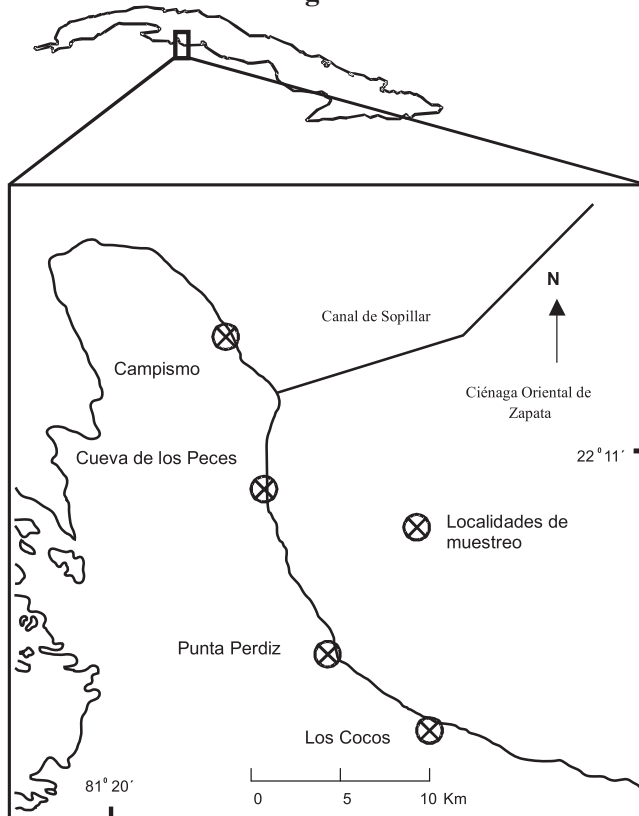 Canal de Sopillar
N
Campismo
Ciénaga Oriental de
Zapata
Cueva de los Peces
22°11´
Localidades de
muestreo
Punta Perdiz
Los Cocos
81°20´
0 5 10 Km